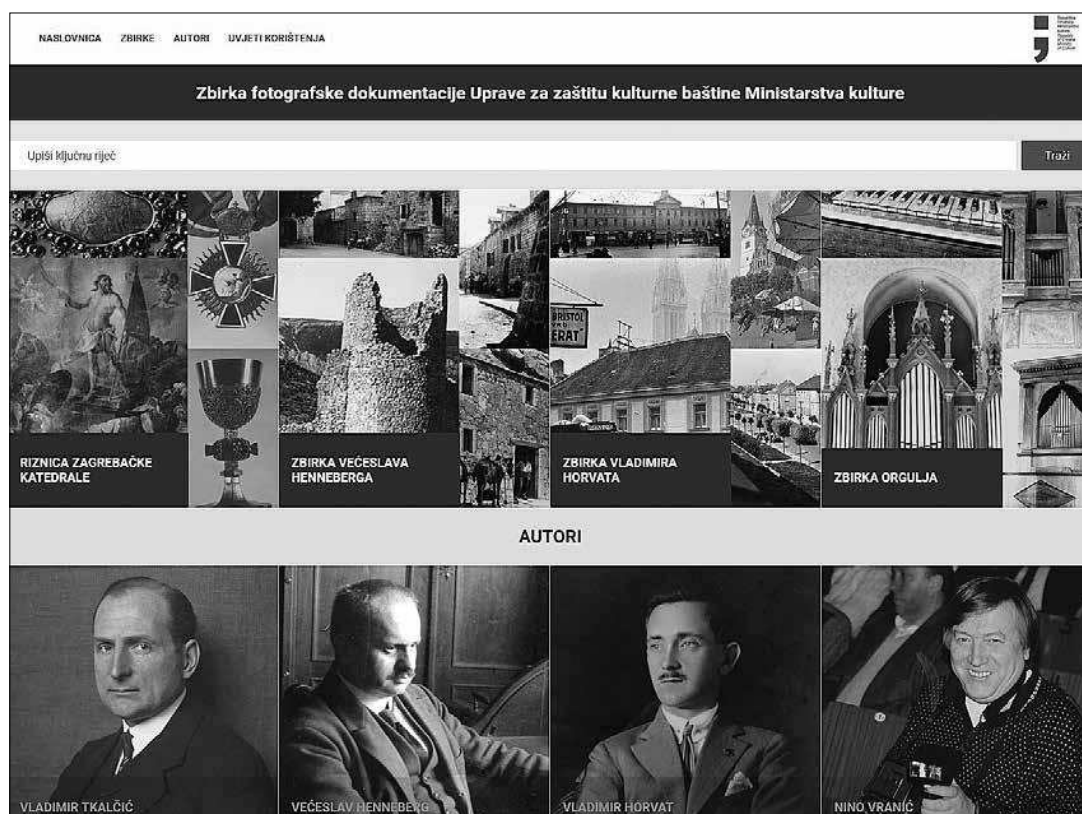 NASLOVNICA ZBIRKE AUTORI UVJETI KORIŠTENJA
Zbirka fotografske dokumentacije Uprave za zaštitu kulturne baštine Ministarstva kulture
Upiši ključnu riječ
Traži
BRISTOL
ERAT
RIZNICA ZAGREBAČKE
KATEDRALE
ZBIRKA VEĆESLAVA
HENNEBERGA
ZBIRKA VLADIMIRA
HORVATA
ZBIRKA ORGULJA
AUTORI
VLADIMIR TKALČIĆ
VEĆESLAV HENNEBERG
VLADIMIR HORVAT
NINO VRANIĆ